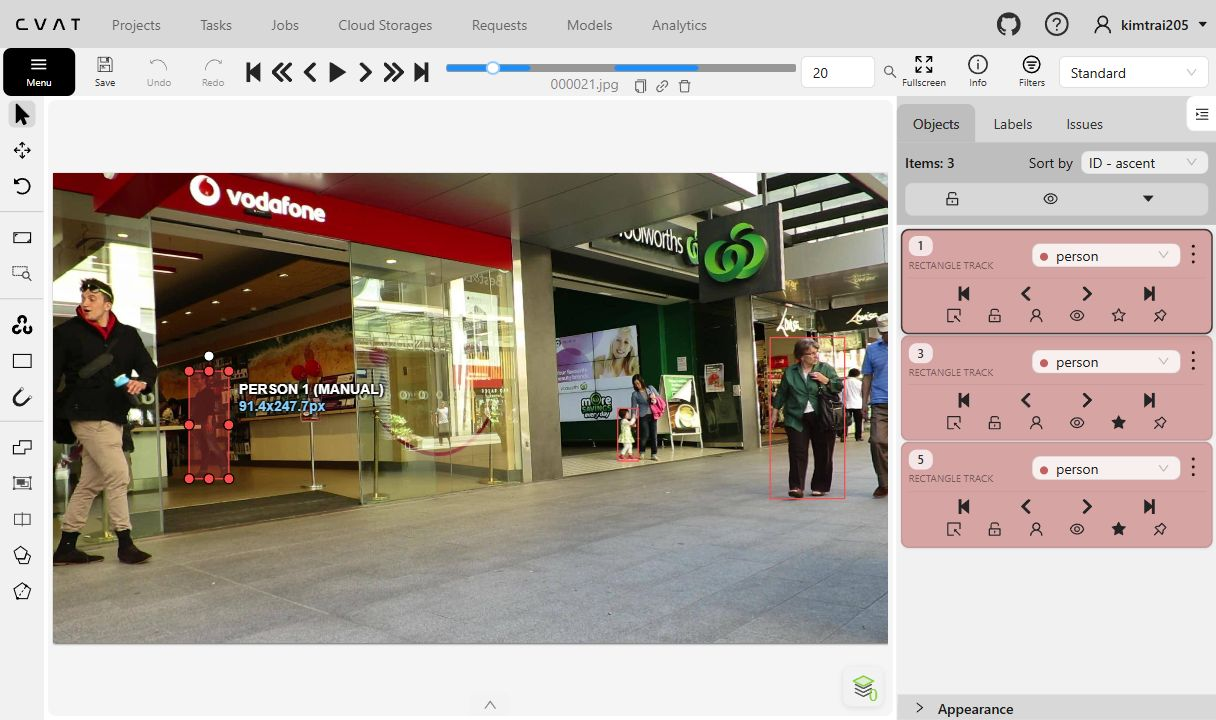 CVAT
Projects
Tasks
Jobs
Cloud Storages
Requests
Models
Analytics
kimtrai205
Menu
Save
Undo
Redo
000021.jpg
20
Fullscreen
Info
Filters
Standard
Objects
Labels
Issues
Items: 3
Sort by
ID - ascent
1
person
RECTANGLE TRACK
3
person
RECTANGLE TRACK
5
person
RECTANGLE TRACK
Appearance
vodafone
oolworths
PERSON 1 (MANUAL)
91.4x247.7px
more
SAVINGS
every day
0